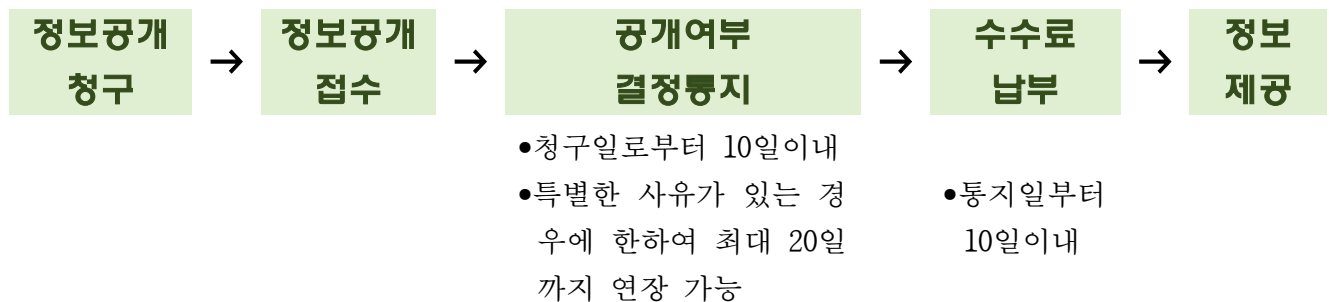 정보공개
청구
→
정보공개
접수
→
공개여부
결정통지
→
수수료
납부
→
정보
제공
●청구일로부터 10일이내
●특별한 사유가 있는 경
우에 한하여 최대 20일
까지 연장 가능
●통지일부터
10일이내